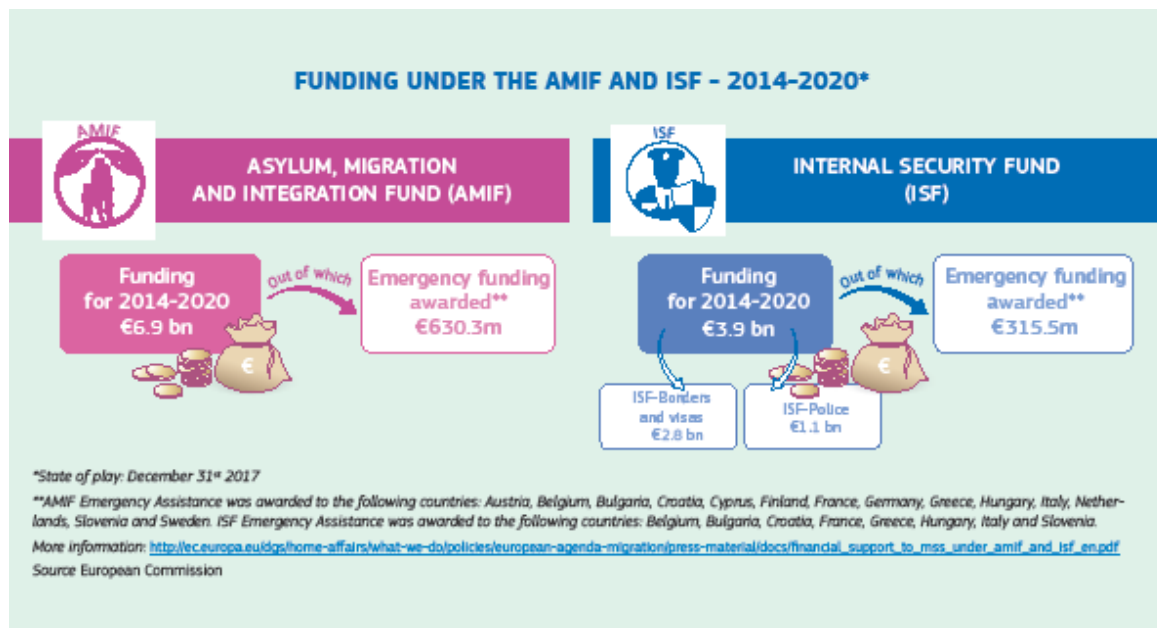 FUNDING UNDER THE AMIF AND ISF - 2014-2020*
AMIF
ASYLUM, MIGRATION
AND INTEGRATION FUND (AMIF)
ISF
INTERNAL SECURITY FUND
(ISF)
Funding
for 2014-2020
€6.9 bn
out of which
Emergency funding
awarded**
€630.3m
€
Funding
for 2014-2020
€3.9 bn
out of which
Emergency funding
awarded**
€315.5m
€
ISF-Borders
and visas
€2.8 bn
ISF-Police
€1.1 bn
*State of play: December 31st 2017
**AMIF Emergency Assistance was awarded to the following countries: Austria, Belgium, Bulgaria, Croatia, Cyprus, Finland, France, Germany, Greece, Hungary, Italy, Nether-
lands, Slovenia and Sweden. ISF Emergency Assistance was awarded to the following countries: Belgium, Bulgaria, Croatia, France, Greece, Hungary, Italy and Slovenia.
More information: http://ec.europa.eu/dgs/home-affairs/what-we-do/policies/european-agenda-migration/press-material/docs/financial_support_to_mss_under_amif_and_isf_en.pdf
Source European Commission